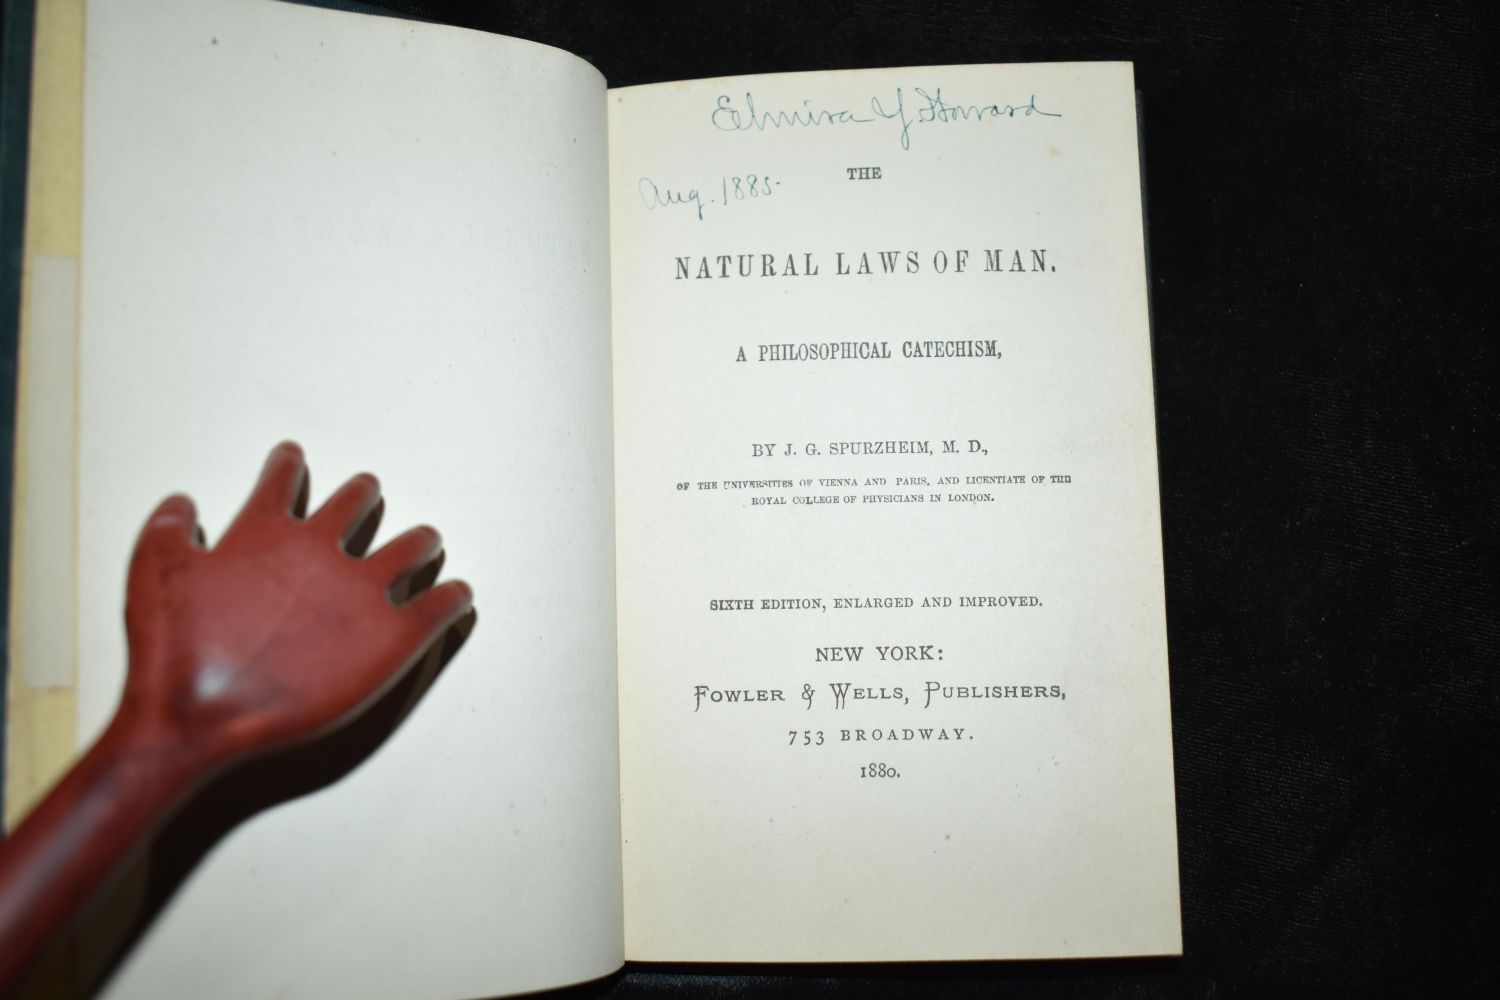 Elmira Y. Howard
Aug. 1885.
THE
NATURAL LAWS OF MAN.
A PHILOSOPHICAL CATECHISM,
BY J. G. SPURZHEIM, M. D.,
OF THE UNIVERSITIES OF VIENNA AND PARIS, AND LICENTIATE OF THE
ROYAL COLLEGE OF PHYSICIANS IN LONDON.
SIXTH EDITION, ENLARGED AND IMPROVED.
NEW YORK:
FOWLER & WELLS, PUBLISHERS,
753 BROADWAY.
1880.